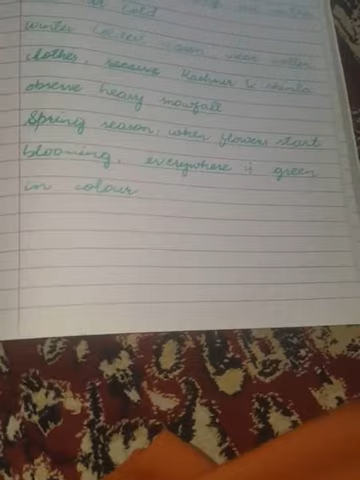 cold
winter season, wear woollen
clothes, because Kashmir & shimla
observe heavy snowfall
Spring season, when flowers start
blooming, everywhere is green
in colour